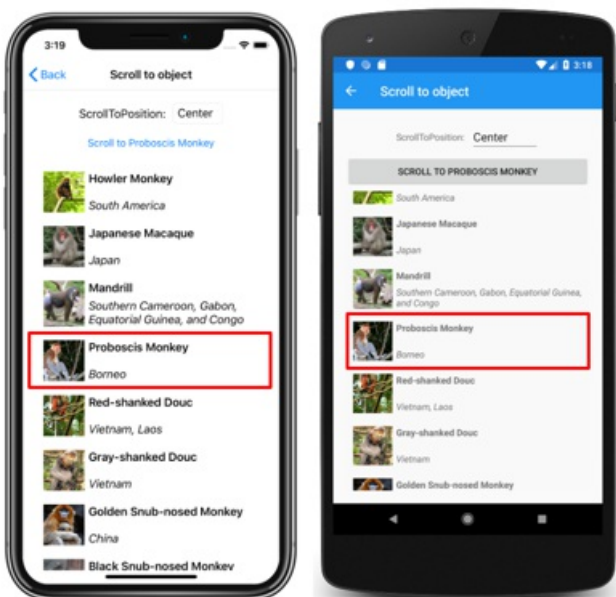 3:19
Back
Scroll to object
ScrollToPosition: Center
Scroll to Proboscis Monkey
Howler Monkey
South America
Japanese Macaque
Japan
Mandrill
Southern Cameroon, Gabon,
Equatorial Guinea, and Congo
Proboscis Monkey
Borneo
Red-shanked Douc
Vietnam, Laos
Gray-shanked Douc
Vietnam
Golden Snub-nosed Monkey
China
Black Snub-nosed Monkey
3:18
Scroll to object
ScrollToPosition: Center
SCROLL TO PROBOSCIS MONKEY
South America
Japanese Macaque
Japan
Mandrill
Southern Cameroon, Gabon, Equatorial Guinea,
and Congo
Proboscis Monkey
Borneo
Red-shanked Douc
Vietnam, Laos
Gray-shanked Douc
Vietnam
Golden Snub-nosed Monkey